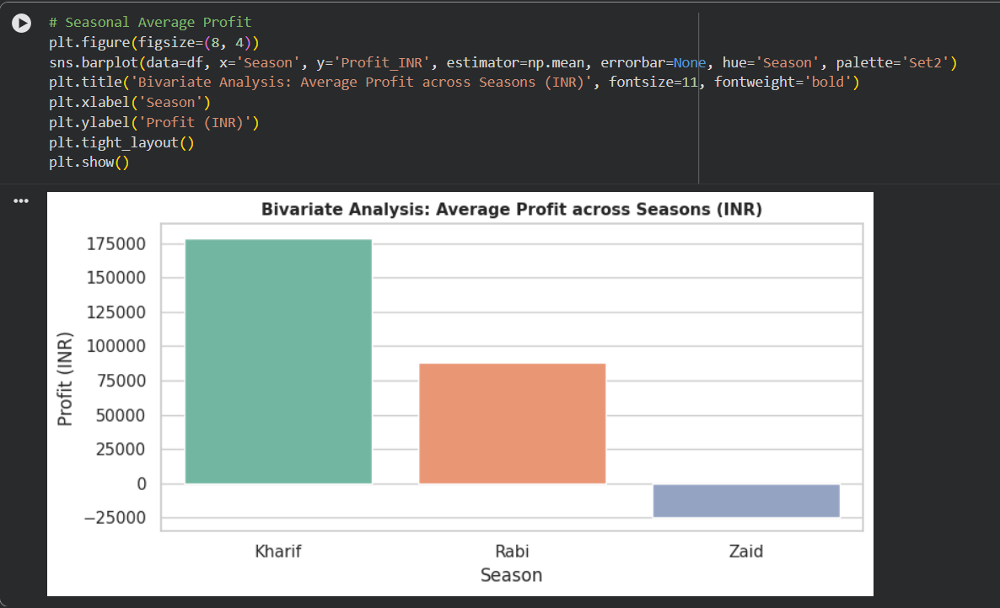 # Seasonal Average Profit
plt.figure(figsize=(8, 4))
sns.barplot(data=df, x='Season', y='Profit_INR', estimator=np.mean, errorbar=None, hue='Season', palette='Set2')
plt.title('Bivariate Analysis: Average Profit across Seasons (INR)', fontsize=11, fontweight='bold')
plt.xlabel('Season')
plt.ylabel('Profit (INR)')
plt.tight_layout()
plt.show()
Bivariate Analysis: Average Profit across Seasons (INR)
Profit (INR)
175000
150000
125000
100000
75000
50000
25000
0
−25000
Kharif Rabi Zaid
Season